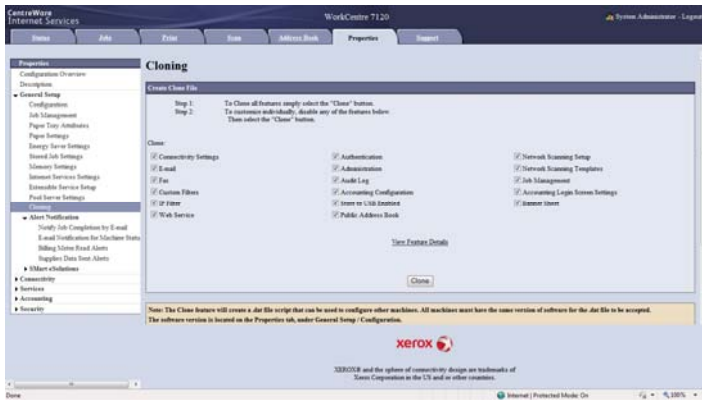 CentreWare
Internet Services
WorkCentre 7120
System Administrator - Logout
Status
Jobs
Print
Scan
Address Book
Properties
Support
Properties
Configuration Overview
Description
General Setup
Configuration
Job Management
Paper Tray Attributes
Paper Settings
Energy Saver Settings
Stored Job Settings
Memory Settings
Internet Services Settings
Extensible Service Setup
Pool Server Settings
Cloning
Alert Notification
Notify Job Completion by E-mail
E-mail Notification for Machine Statu
Billing Meter Read Alerts
Supplies Data Sent Alerts
SMart eSolutions
Connectivity
Services
Accounting
Security
Cloning
Create Clone File
Step 1: To Clone all features simply select the "Clone" button.
Step 2: To customize individually, disable any of the features below.
Then select the "Clone" button.
Clone:
Connectivity Settings
Authentication
Network Scanning Setup
E-mail
Administration
Network Scanning Templates
Fax
Audit Log
Job Management
Custom Filters
Accounting Configuration
Accounting Login Screen Settings
IP Filter
Store to USB Enabled
Banner Sheet
Web Service
Public Address Book
View Feature Details
Clone
Note: The Clone feature will create a .dat file script that can be used to configure other machines. All machines must have the same version of software for the .dat file to be accepted.
The software version is located on the Properties tab, under General Setup / Configuration.
xerox
XEROX® and the sphere of connectivity design are trademarks of
Xerox Corporation in the US and or other countries.
Done
Internet | Protected Mode: On
100%